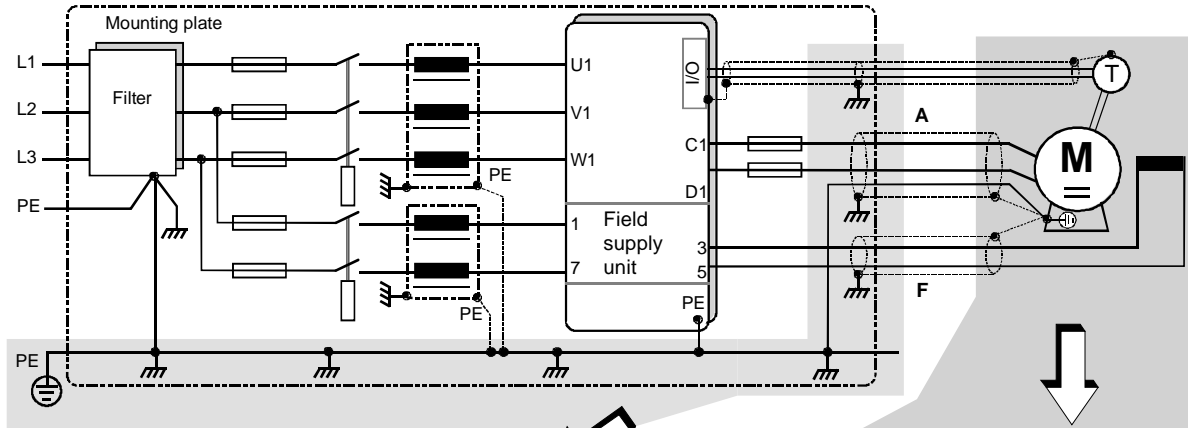 Mounting plate
L1
L2
L3
PE
Filter
PE
PE
U1
V1
W1
I/O
C1
D1
1
7
Field
supply
unit
3
5
PE
A
F
T
M
PE